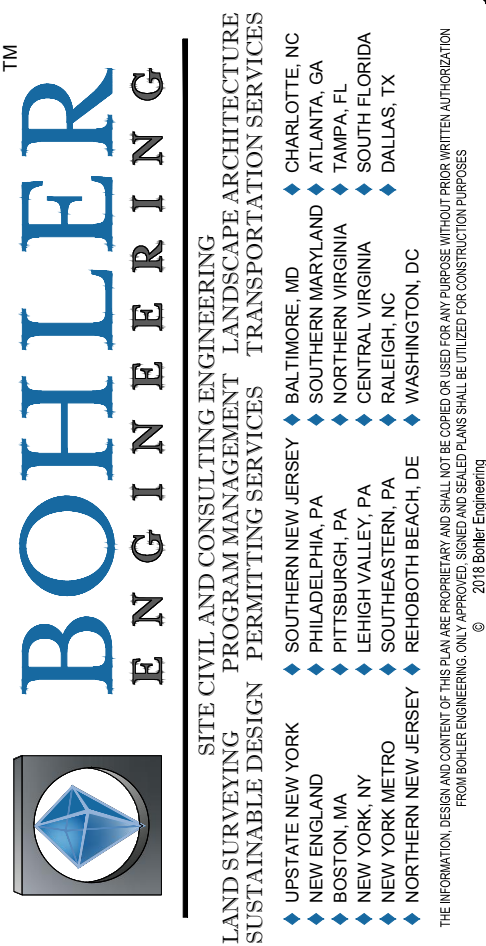 BOHLER™
ENGINEERING
SITE CIVIL AND CONSULTING ENGINEERING
LAND SURVEYING PROGRAM MANAGEMENT LANDSCAPE ARCHITECTURE
SUSTAINABLE DESIGN PERMITTING SERVICES TRANSPORTATION SERVICES
♦ UPSTATE NEW YORK ♦ SOUTHERN NEW JERSEY ♦ BALTIMORE, MD ♦ CHARLOTTE, NC
♦ NEW ENGLAND ♦ PHILADELPHIA, PA ♦ SOUTHERN MARYLAND ♦ ATLANTA, GA
♦ BOSTON, MA ♦ PITTSBURGH, PA ♦ NORTHERN VIRGINIA ♦ TAMPA, FL
♦ NEW YORK, NY ♦ LEHIGH VALLEY, PA ♦ CENTRAL VIRGINIA ♦ SOUTH FLORIDA
♦ NEW YORK METRO ♦ SOUTHEASTERN, PA ♦ RALEIGH, NC ♦ DALLAS, TX
♦ NORTHERN NEW JERSEY ♦ REHOBOTH BEACH, DE ♦ WASHINGTON, DC
THE INFORMATION, DESIGN AND CONTENT OF THIS PLAN ARE PROPRIETARY AND SHALL NOT BE COPIED OR USED FOR ANY PURPOSE WITHOUT PRIOR WRITTEN AUTHORIZATION
FROM BOHLER ENGINEERING. ONLY APPROVED, SIGNED AND SEALED PLANS SHALL BE UTILIZED FOR CONSTRUCTION PURPOSES
© 2018 Bohler Engineering